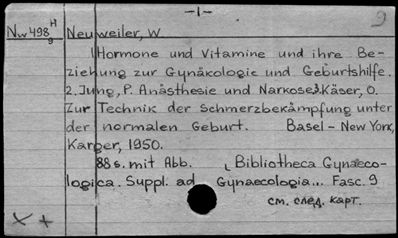 -1-
9
Nw498 H/9 Neuweiler, W
1 Hormone und Vitamine und ihre Be-
ziehung zur Gynäkologie und Geburtshilfe.
2. Jung, P. Anästhesie und Narkose 3. Käser, O.
Zur Technik der Schmerzbekämpfung unter
der normalen Geburt. Basel-New York,
Karger, 1950.
88 s. mit Abb. (Bibliotheca Gynaeco-
logica. Suppl. ad Gynaecologia... Fasc. 9
см. след. карт.